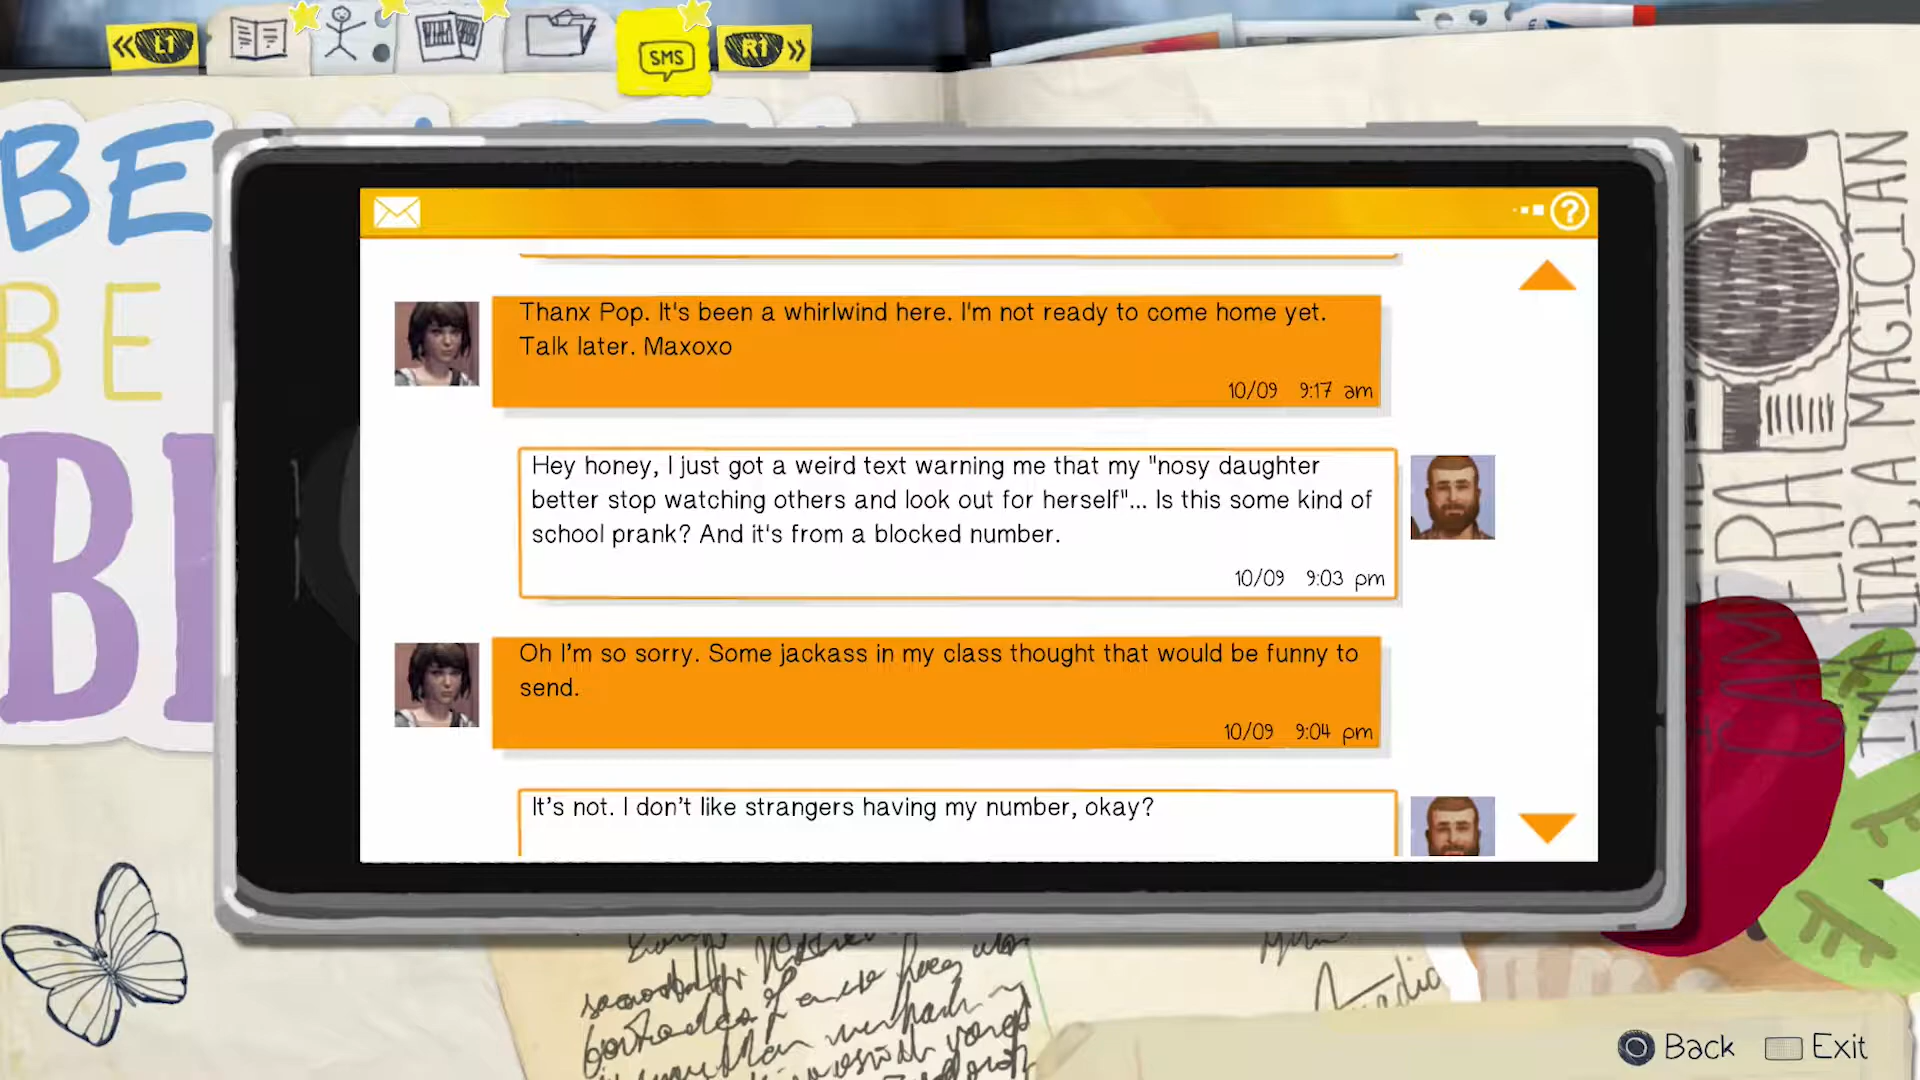 L1
SMS
R1
BE
BE
Thanx Pop. It's been a whirlwind here. I'm not ready to come home yet.
Talk later. Maxoxo
10/09 9:17 am
Hey honey, I just got a weird text warning me that my "nosy daughter
better stop watching others and look out for herself"... Is this some kind of
school prank? And it's from a blocked number.
10/09 9:03 pm
Oh I'm so sorry. Some jackass in my class thought that would be funny to
send.
10/09 9:04 pm
It's not. I don't like strangers having my number, okay?
A MAGICIAN
Back
Exit